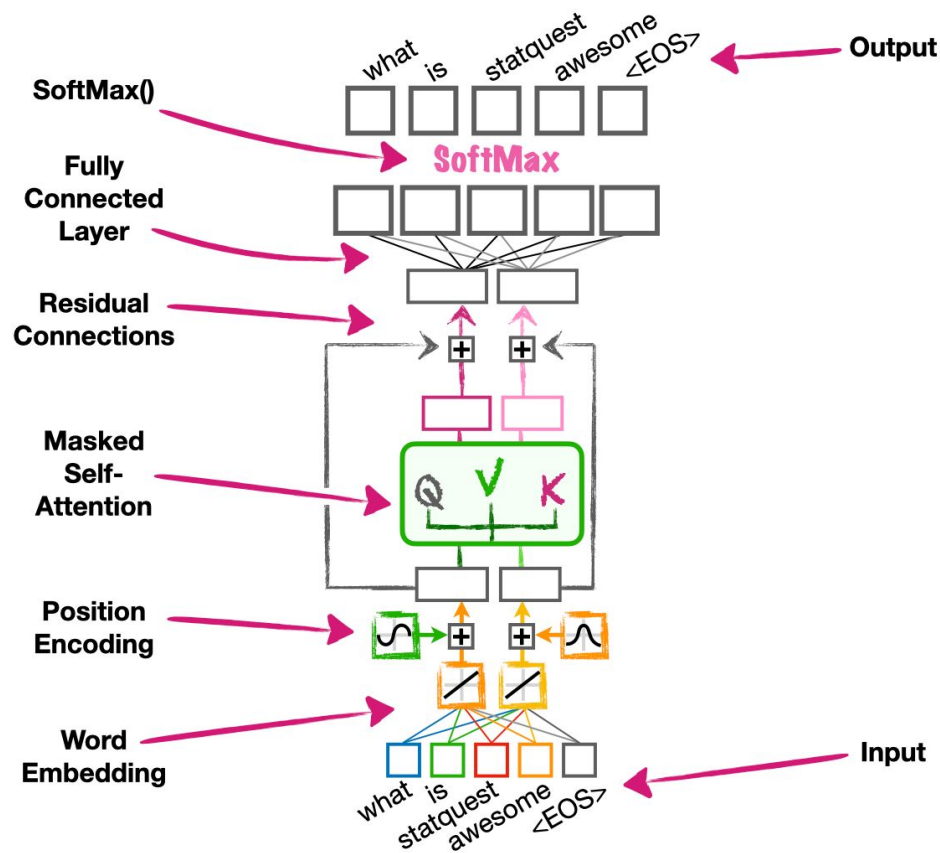 what
is
statquest
awesome
<EOS>
Output
SoftMax()
SoftMax
Fully
Connected
Layer
Residual
Connections
+
+
Masked
Self-
Attention
Q
V
K
Position
Encoding
+
+
Word
Embedding
Input
what
is
statquest
awesome
<EOS>